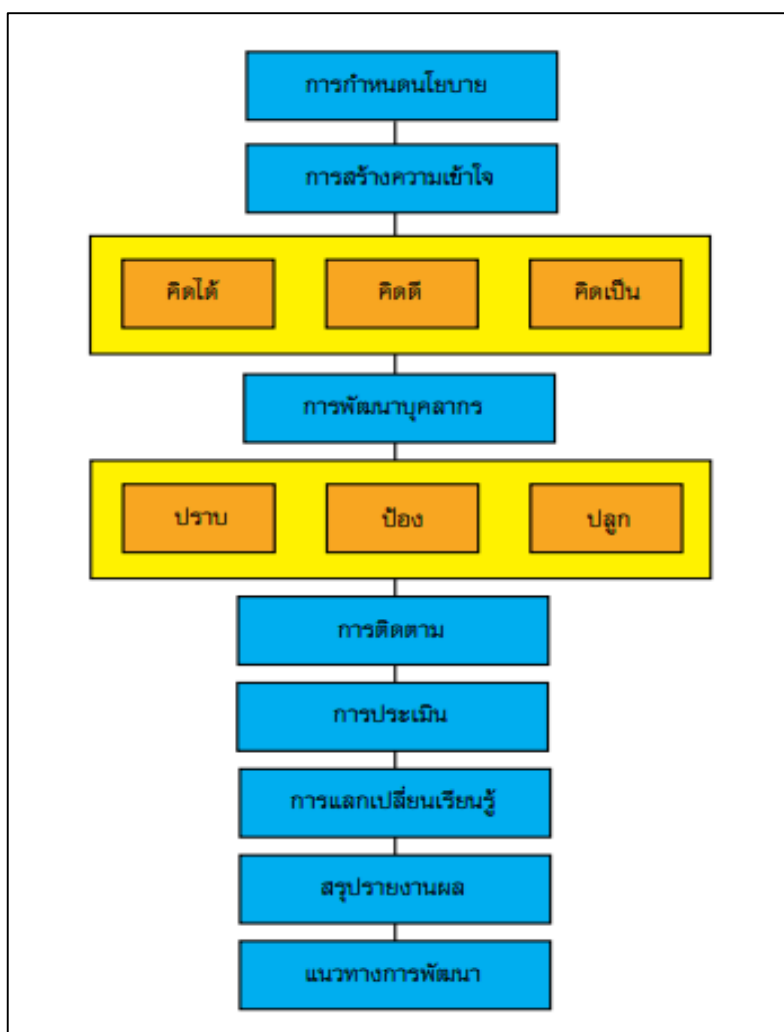 การกำหนดนโยบาย
การสร้างความเข้าใจ
คิดได้ คิดดี คิดเป็น
การพัฒนาบุคลากร
ปราบ ป้อง ปลูก
การติดตาม
การประเมิน
การแลกเปลี่ยนเรียนรู้
สรุปรายงานผล
แนวทางการพัฒนา